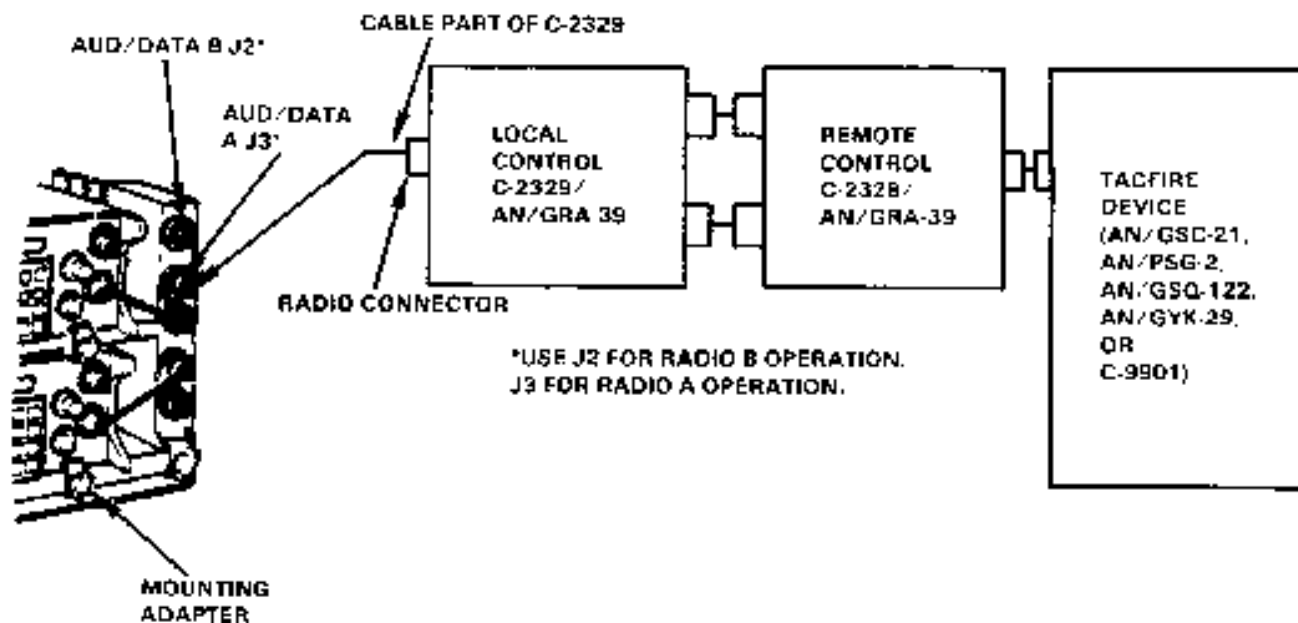 CABLE PART OF C-2329
AUD/DATA B J2*
AUD/DATA
A J3*
LOCAL
CONTROL
C-2329/
AN/GRA 39
REMOTE
CONTROL
C-2328/
AN/GRA-39
TACFIRE
DEVICE
(AN/GSC-21,
AN/PSG-2,
AN/GSQ-122,
AN/GYK-29,
OR
C-9901)
RADIO CONNECTOR
*USE J2 FOR RADIO B OPERATION.
J3 FOR RADIO A OPERATION.
MOUNTING
ADAPTER